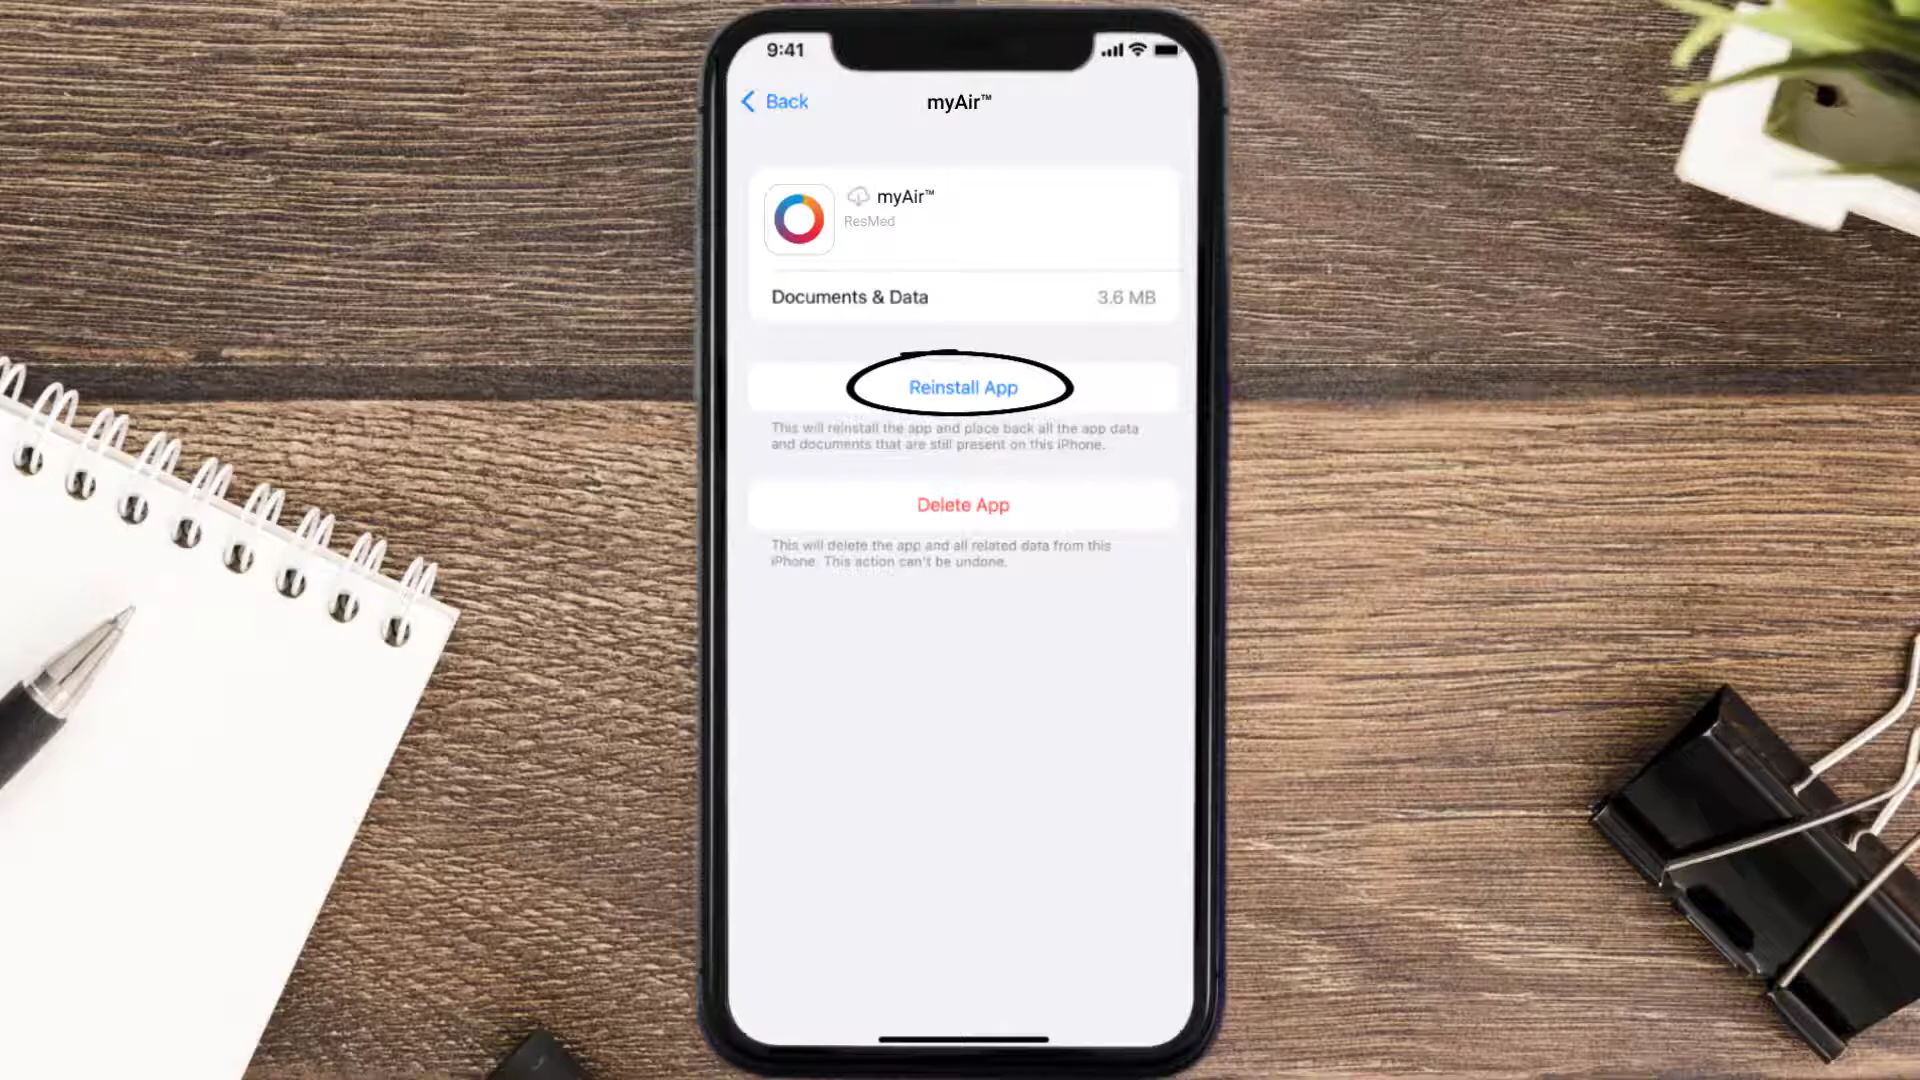 9:41
Back
myAir™
myAir™
ResMed
Documents & Data 3.6 MB
Reinstall App
This will reinstall the app and place back all the app data
and documents that are still present on this iPhone.
Delete App
This will delete the app and all related data from this
iPhone. This action can't be undone.